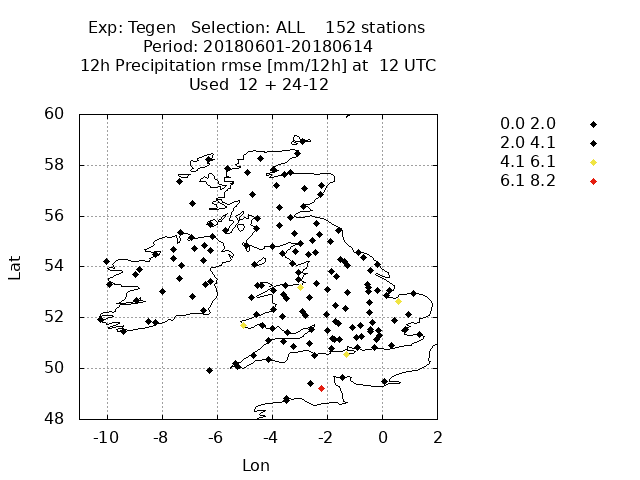 Exp: Tegen   Selection: ALL    152 stations
Period: 20180601-20180614
12h Precipitation rmse [mm/12h] at  12 UTC
Used  12 + 24-12
0.0 2.0
2.0 4.1
4.1 6.1
6.1 8.2
60
58
56
54
52
50
48
Lat
-10 -8 -6 -4 -2 0 2
Lon